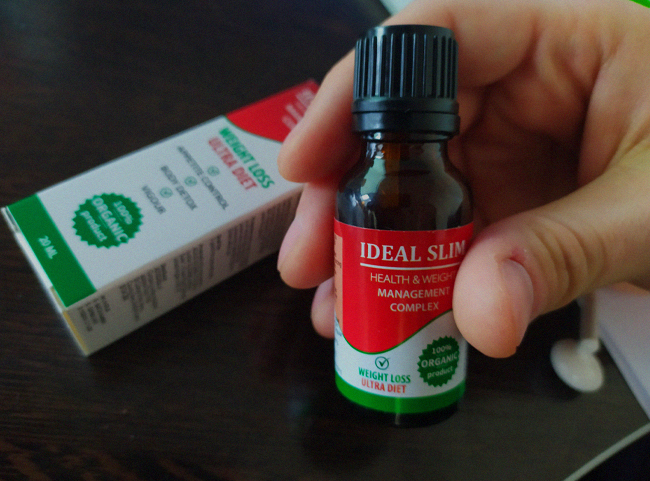 WEIGHT LOSS
ULTRA DIET
APPETITE CONTROL
BODY DETOX
VIGOUR
100%
ORGANIC
product
20 ML
IDEAL SLIM
HEALTH & WEIGHT
MANAGEMENT
COMPLEX
100%
ORGANIC
product
WEIGHT LOSS
ULTRA DIET